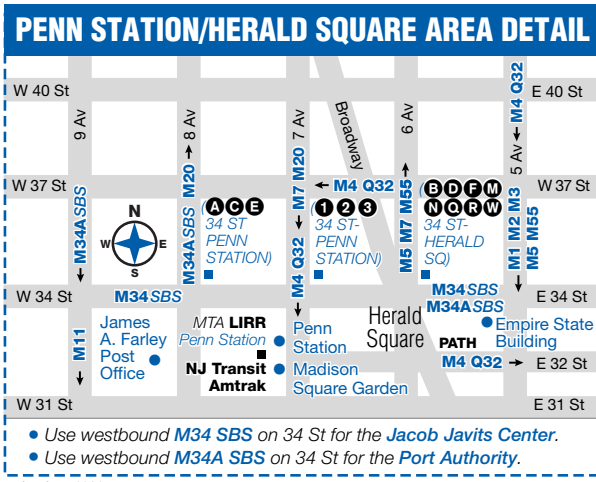 PENN STATION/HERALD SQUARE AREA DETAIL
W 40 St
E 40 St
9 Av
8 Av
7 Av
Broadway
6 Av
5 Av
M4 Q32
W 37 St
W 37 St
M34A SBS
M20
M34A SBS
M7 M20
M4 Q32
M4 Q32
M5 M7 M55
M1 M2 M3
M5 M55
N
W
E
S
(A C E
34 ST
PENN
STATION)
(1 2 3
34 ST-
PENN
STATION)
(B D F M
N Q R W
34 ST-
HERALD
SQ)
W 34 St
M34 SBS
M34 SBS
M34A SBS
E 34 St
M11
James
A. Farley
Post
Office
MTA LIRR
Penn Station
NJ Transit
Amtrak
Penn
Station
Madison
Square Garden
Herald
Square
PATH
Empire State
Building
M4 Q32
E 32 St
W 31 St
E 31 St
• Use westbound M34 SBS on 34 St for the Jacob Javits Center.
• Use westbound M34A SBS on 34 St for the Port Authority.